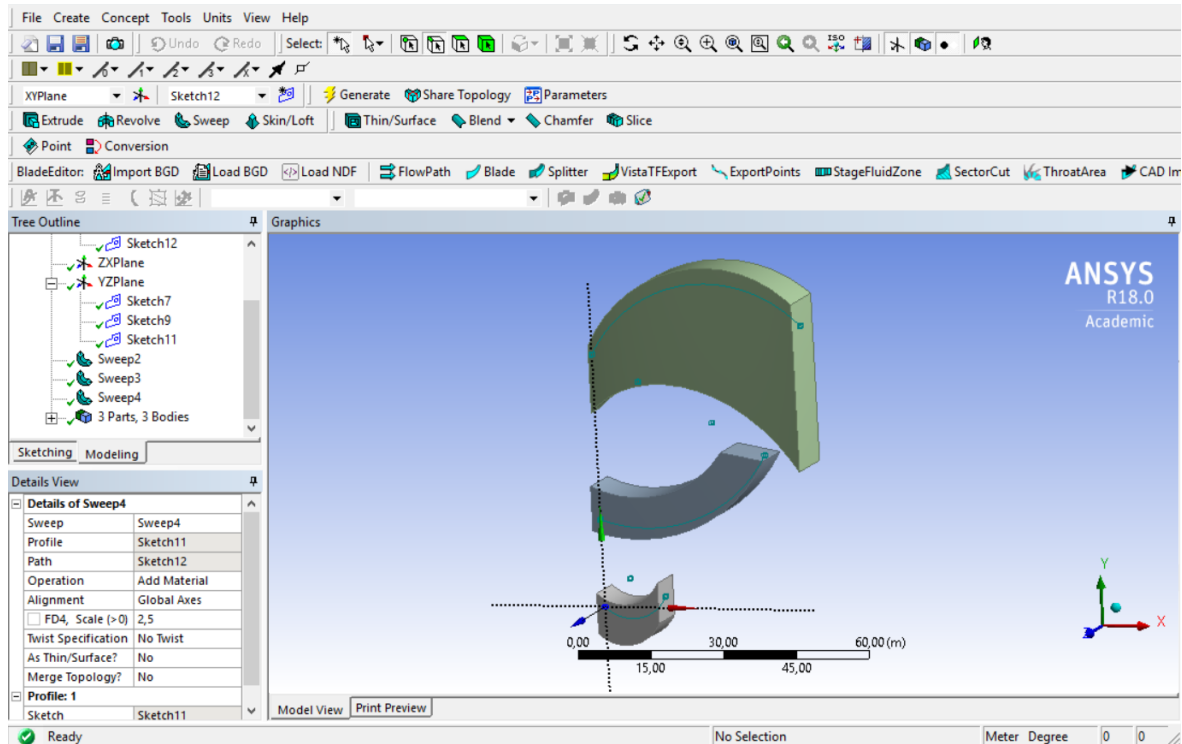 File Create Concept Tools Units View Help
Undo Redo Select:
XYPlane Sketch12 Generate Share Topology Parameters
Extrude Revolve Sweep Skin/Loft Thin/Surface Blend Chamfer Slice
Point Conversion
BladeEditor: Import BGD Load BGD Load NDF FlowPath Blade Splitter VistaTFExport ExportPoints StageFluidZone SectorCut ThroatArea CAD Im
Tree Outline
Sketch12
ZXPlane
YZPlane
Sketch7
Sketch9
Sketch11
Sweep2
Sweep3
Sweep4
3 Parts, 3 Bodies
Sketching Modeling
Details View
Details of Sweep4
Sweep Sweep4
Profile Sketch11
Path Sketch12
Operation Add Material
Alignment Global Axes
FD4, Scale (>0) 2,5
Twist Specification No Twist
As Thin/Surface? No
Merge Topology? No
Profile: 1
Sketch Sketch11
Graphics
ANSYS
R18.0
Academic
0,00 30,00 60,00 (m)
15,00 45,00
Y
X
Model View Print Preview
Ready No Selection Meter Degree 0 0